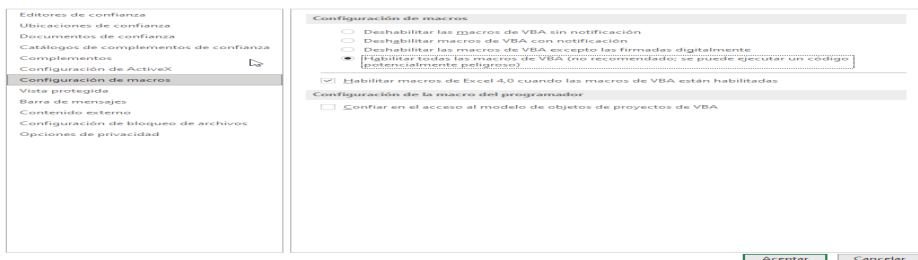 Editores de confianza
Ubicaciones de confianza
Documentos de confianza
Catálogos de complementos de confianza
Complementos
Configuración de ActiveX
Configuración de macros
Vista protegida
Barra de mensajes
Contenido externo
Configuración de bloqueo de archivos
Opciones de privacidad
Configuración de macros
Deshabilitar las macros de VBA sin notificación
Deshabilitar macros de VBA con notificación
Deshabilitar las macros de VBA excepto las firmadas digitalmente
Habilitar todas las macros de VBA (no recomendado; se puede ejecutar un código
potencialmente peligroso)
Habilitar macros de Excel 4,0 cuando las macros de VBA están habilitadas
Configuración de la macro del programador
Confiar en el acceso al modelo de objetos de proyectos de VBA
Aceptar
Cancelar